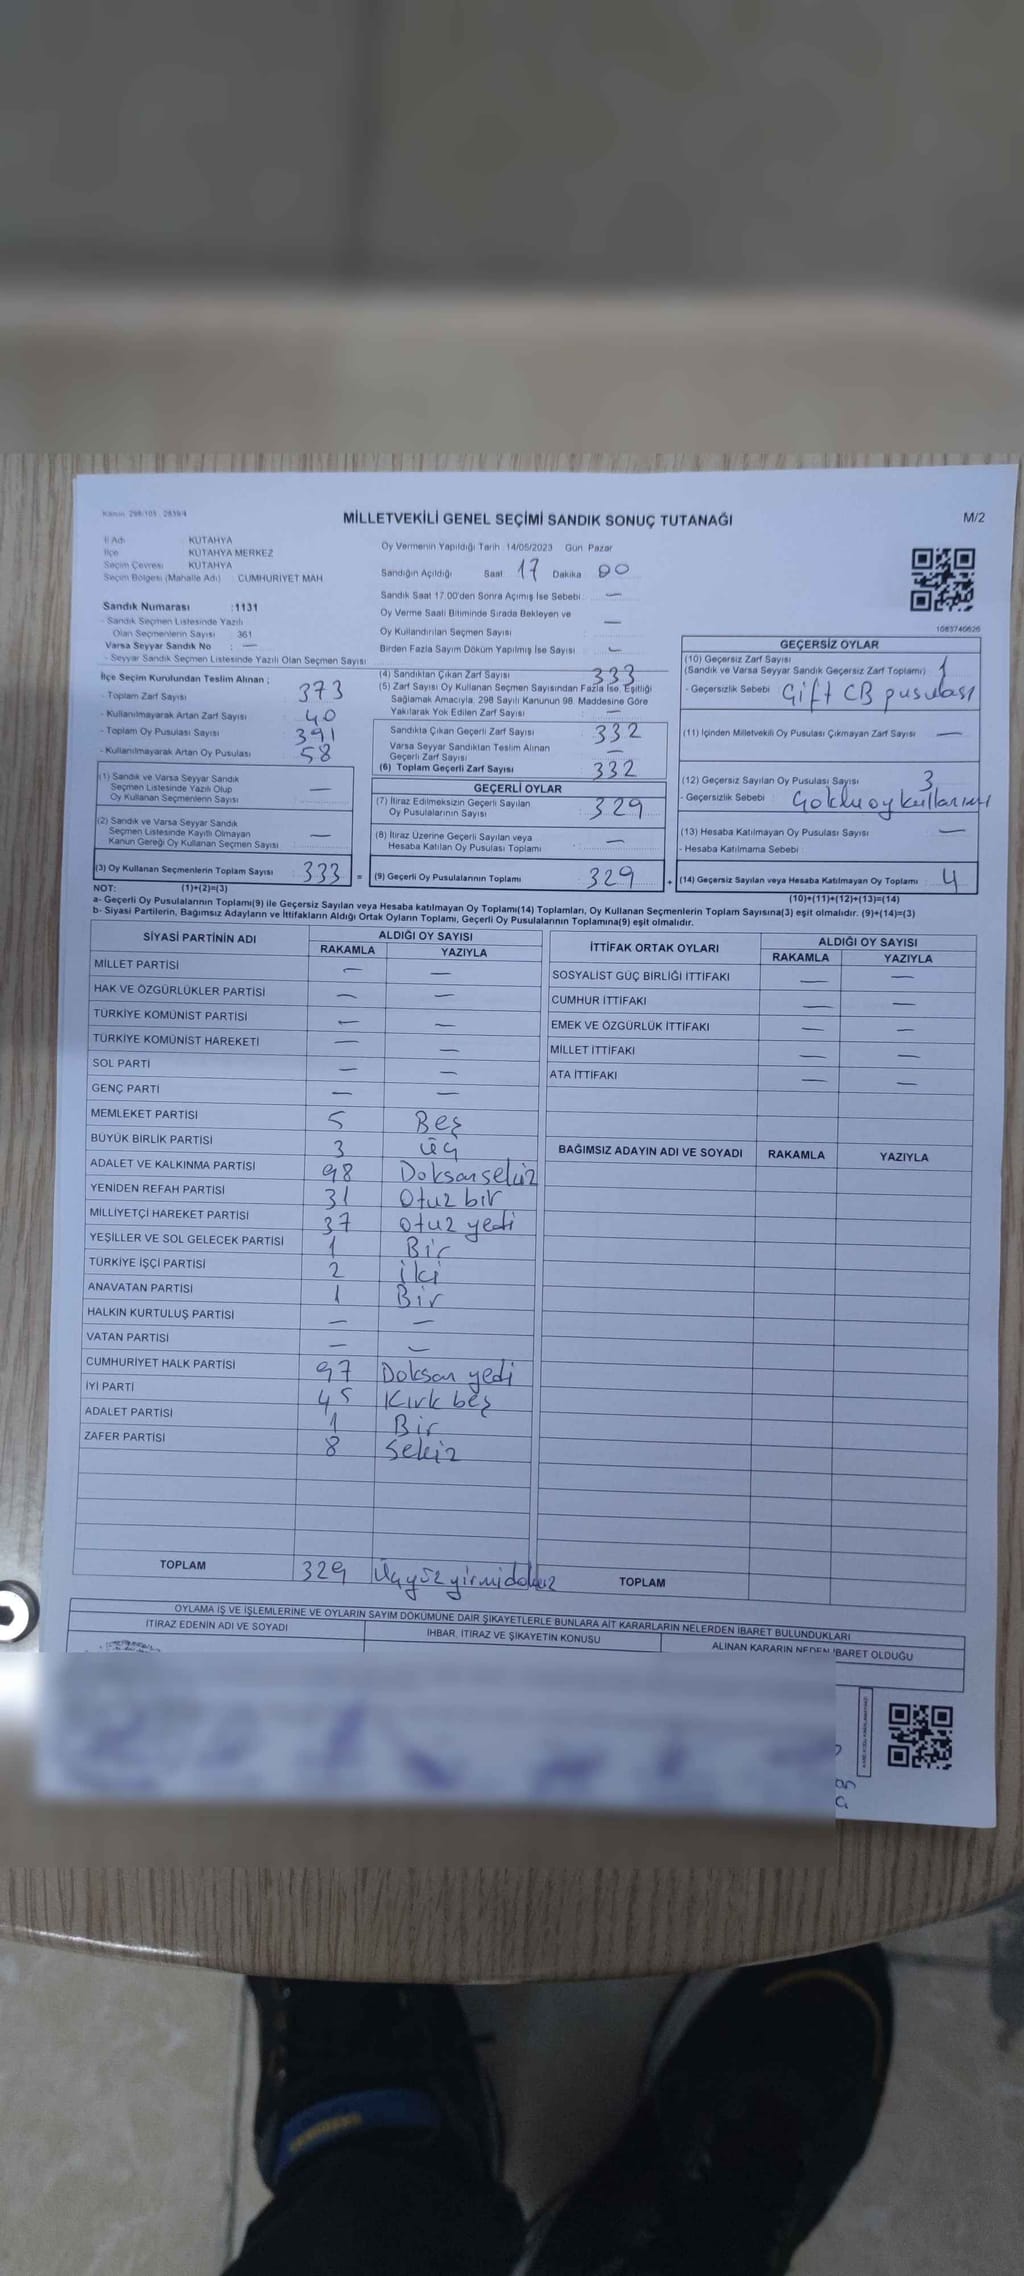 Kanun: 298/105 - 2839/4
MİLLETVEKİLİ GENEL SEÇİMİ SANDIK SONUÇ TUTANAĞI
M/2
İl Adı : KÜTAHYA
İlçe : KÜTAHYA MERKEZ
Seçim Çevresi : KÜTAHYA
Seçim Bölgesi (Mahalle Adı) : CUMHURİYET MAH
Sandık Numarası :1131
- Sandık Seçmen Listesinde Yazılı
Olan Seçmenlerin Sayısı 361
Varsa Seyyar Sandık No : —
- Seyyar Sandık Seçmen Listesinde Yazılı Olan Seçmen Sayısı
Oy Vermenin Yapıldığı Tarih : 14/05/2023 Gün: Pazar
Sandığın Açıldığı Saat 17 Dakika 00
Sandık Saat 17.00'den Sonra Açılmış İse Sebebi : —
Oy Verme Saati Bitiminde Sırada Bekleyen ve
Oy Kullandırılan Seçmen Sayısı —
Birden Fazla Sayım Döküm Yapılmış İse Sayısı : —
1083740626
İlçe Seçim Kurulundan Teslim Alınan ;
- Toplam Zarf Sayısı : 373
- Kullanılmayarak Artan Zarf Sayısı : 40
- Toplam Oy Pusulası Sayısı : 391
- Kullanılmayarak Artan Oy Pusulası : 58
(1) Sandık ve Varsa Seyyar Sandık
Seçmen Listesinde Yazılı Olup
Oy Kullanan Seçmenlerin Sayısı : —
(2) Sandık ve Varsa Seyyar Sandık
Seçmen Listesinde Kayıtlı Olmayan
Kanun Gereği Oy Kullanan Seçmen Sayısı : —
(3) Oy Kullanan Seçmenlerin Toplam Sayısı : 333 =
(4) Sandıktan Çıkan Zarf Sayısı : 333
(5) Zarf Sayısı Oy Kullanan Seçmen Sayısından Fazla İse, Eşitliği
Sağlamak Amacıyla, 298 Sayılı Kanunun 98. Maddesine Göre
Yakılarak Yok Edilen Zarf Sayısı : —
Sandıkta Çıkan Geçerli Zarf Sayısı : 332
Varsa Seyyar Sandıktan Teslim Alınan
Geçerli Zarf Sayısı : —
(6) Toplam Geçerli Zarf Sayısı : 332
GEÇERLİ OYLAR
(7) İtiraz Edilmeksizin Geçerli Sayılan
Oy Pusulalarının Sayısı : 329
(8) İtiraz Üzerine Geçerli Sayılan veya
Hesaba Katılan Oy Pusulası Toplamı : —
(9) Geçerli Oy Pusulalarının Toplamı : 329 +
GEÇERSİZ OYLAR
(10) Geçersiz Zarf Sayısı
(Sandık ve Varsa Seyyar Sandık Geçersiz Zarf Toplamı) : 1
- Geçersizlik Sebebi : Çift CB pusulası
(11) İçinden Milletvekili Oy Pusulası Çıkmayan Zarf Sayısı : —
(12) Geçersiz Sayılan Oy Pusulası Sayısı : 3
- Geçersizlik Sebebi :
(13) Hesaba Katılmayan Oy Pusulası Sayısı : —
- Hesaba Katılmama Sebebi :
(14) Geçersiz Sayılan veya Hesaba Katılmayan Oy Toplamı : 4
NOT: (1)+(2)=(3)
(10)+(11)+(12)+(13)=(14)
a- Geçerli Oy Pusulalarının Toplamı(9) ile Geçersiz Sayılan veya Hesaba katılmayan Oy Toplamı(14) Toplamları, Oy Kullanan Seçmenlerin Toplam Sayısına(3) eşit olmalıdır. (9)+(14)=(3)
b- Siyasi Partilerin, Bağımsız Adayların ve İttifakların Aldığı Ortak Oyların Toplamı, Geçerli Oy Pusulalarının Toplamına(9) eşit olmalıdır.
SİYASİ PARTİNİN ADI ALDIĞI OY SAYISI
RAKAMLA YAZIYLA
MİLLET PARTİSİ — —
HAK VE ÖZGÜRLÜKLER PARTİSİ — —
TÜRKİYE KOMÜNİST PARTİSİ — —
TÜRKİYE KOMÜNİST HAREKETİ — —
SOL PARTİ — —
GENÇ PARTİ — —
MEMLEKET PARTİSİ 5 Beş
BÜYÜK BİRLİK PARTİSİ 3 Üç
ADALET VE KALKINMA PARTİSİ 98 Doksan sekiz
YENİDEN REFAH PARTİSİ 31 Otuz bir
MİLLİYETÇİ HAREKET PARTİSİ 37 Otuz yedi
YEŞİLLER VE SOL GELECEK PARTİSİ 1 Bir
TÜRKİYE İŞÇİ PARTİSİ 2 İki
ANAVATAN PARTİSİ 1 Bir
HALKIN KURTULUŞ PARTİSİ — —
VATAN PARTİSİ — —
CUMHURİYET HALK PARTİSİ 97 Doksan yedi
İYİ PARTİ 45 Kırk beş
ADALET PARTİSİ 1 Bir
ZAFER PARTİSİ 8 Sekiz
TOPLAM 329 Üçyüz yirmi dokuz
İTTİFAK ORTAK OYLARI ALDIĞI OY SAYISI
RAKAMLA YAZIYLA
SOSYALİST GÜÇ BİRLİĞİ İTTİFAKI — —
CUMHUR İTTİFAKI — —
EMEK VE ÖZGÜRLÜK İTTİFAKI — —
MİLLET İTTİFAKI — —
ATA İTTİFAKI — —
BAĞIMSIZ ADAYIN ADI VE SOYADI RAKAMLA YAZIYLA
TOPLAM
OYLAMA İŞ VE İŞLEMLERİNE VE OYLARIN SAYIM DÖKÜMÜNE DAİR ŞİKAYETLERLE BUNLARA AİT KARARLARIN NELERDEN İBARET BULUNDUKLARI
İTİRAZ EDENİN ADI VE SOYADI İHBAR, İTİRAZ VE ŞİKAYETİN KONUSU ALINAN KARARIN NEDEN İBARET OLDUĞU